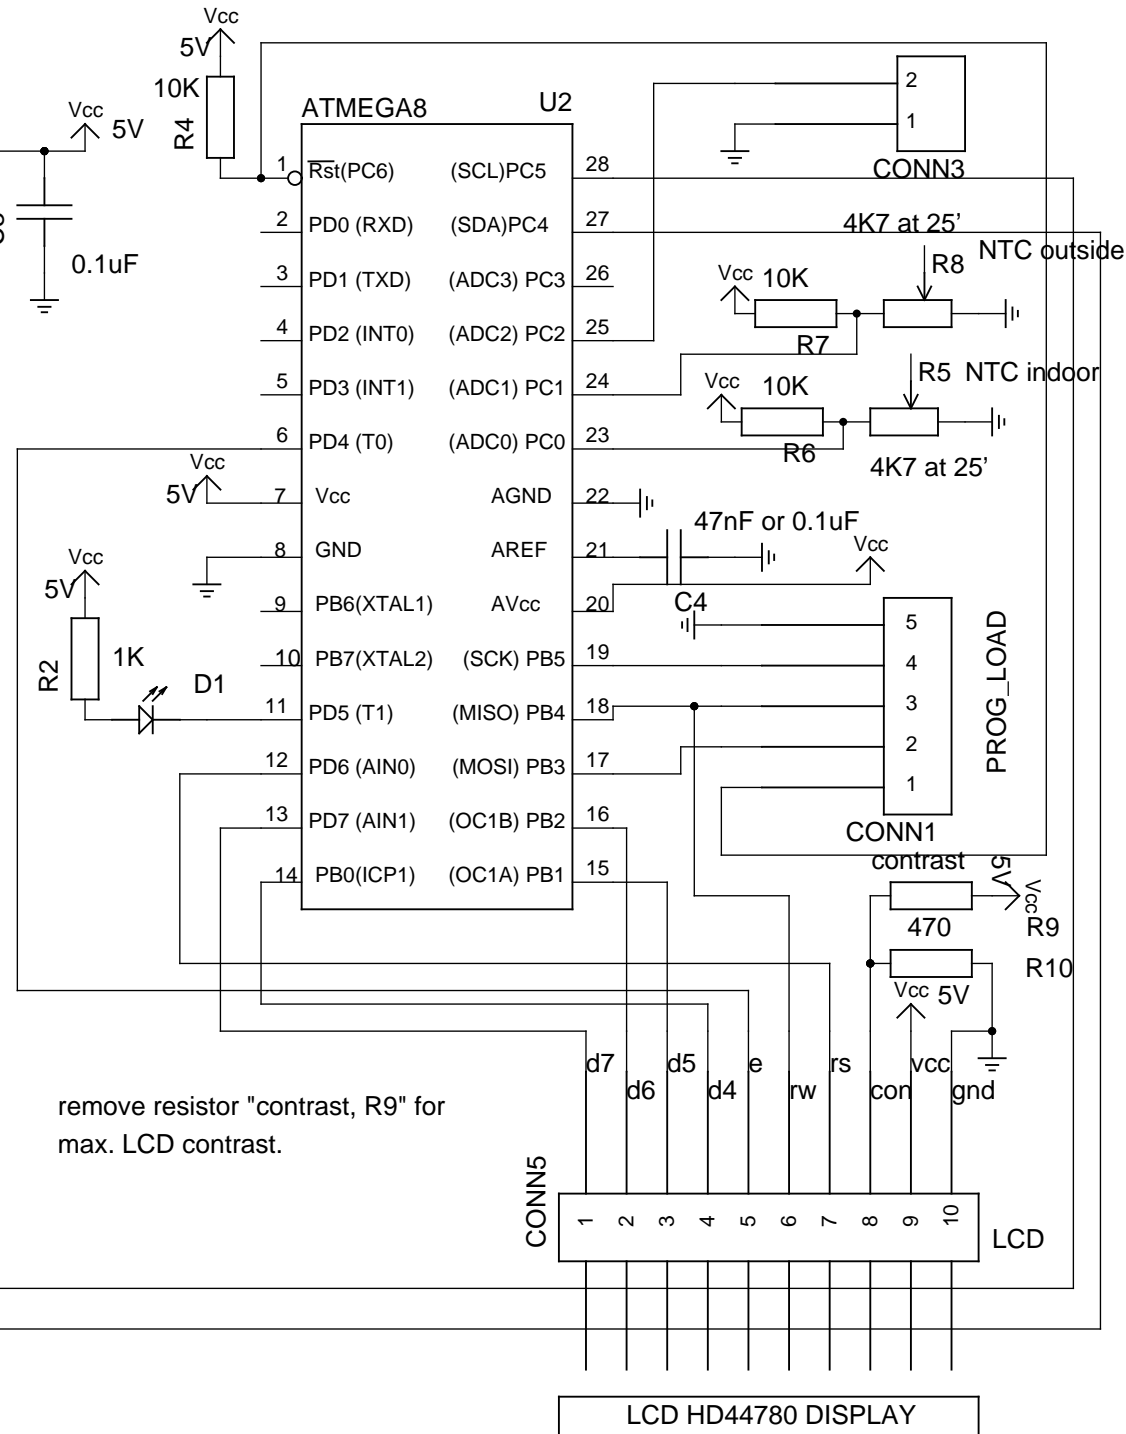 Vcc
5V
10K
R4
Vcc
5V
0.1uF
ATMEGA8
U2
1
Rst(PC6)
(SCL)PC5
28
2
PD0 (RXD)
(SDA)PC4
27
3
PD1 (TXD)
(ADC3) PC3
26
4
PD2 (INT0)
(ADC2) PC2
25
5
PD3 (INT1)
(ADC1) PC1
24
6
PD4 (T0)
(ADC0) PC0
23
Vcc
5V
7
Vcc
AGND
22
8
GND
AREF
21
9
PB6(XTAL1)
AVcc
20
10
PB7(XTAL2)
(SCK) PB5
19
11
PD5 (T1)
(MISO) PB4
18
12
PD6 (AIN0)
(MOSI) PB3
17
13
PD7 (AIN1)
(OC1B) PB2
16
14
PB0(ICP1)
(OC1A) PB1
15
2
1
CONN3
4K7 at 25'
NTC outside
R8
Vcc
10K
R7
R5 NTC indoor
Vcc
10K
R6
4K7 at 25'
47nF or 0.1uF
Vcc
C4
5
4
3
2
1
PROG_LOAD
CONN1
Vcc
5V
R2
1K
D1
contrast
5V
Vcc
470
R9
R10
Vcc 5V
d7
d6
d5
d4
e
rw
rs
con
vcc
gnd
remove resistor "contrast, R9" for
max. LCD contrast.
CONN5
1
2
3
4
5
6
7
8
9
10
LCD
LCD HD44780 DISPLAY